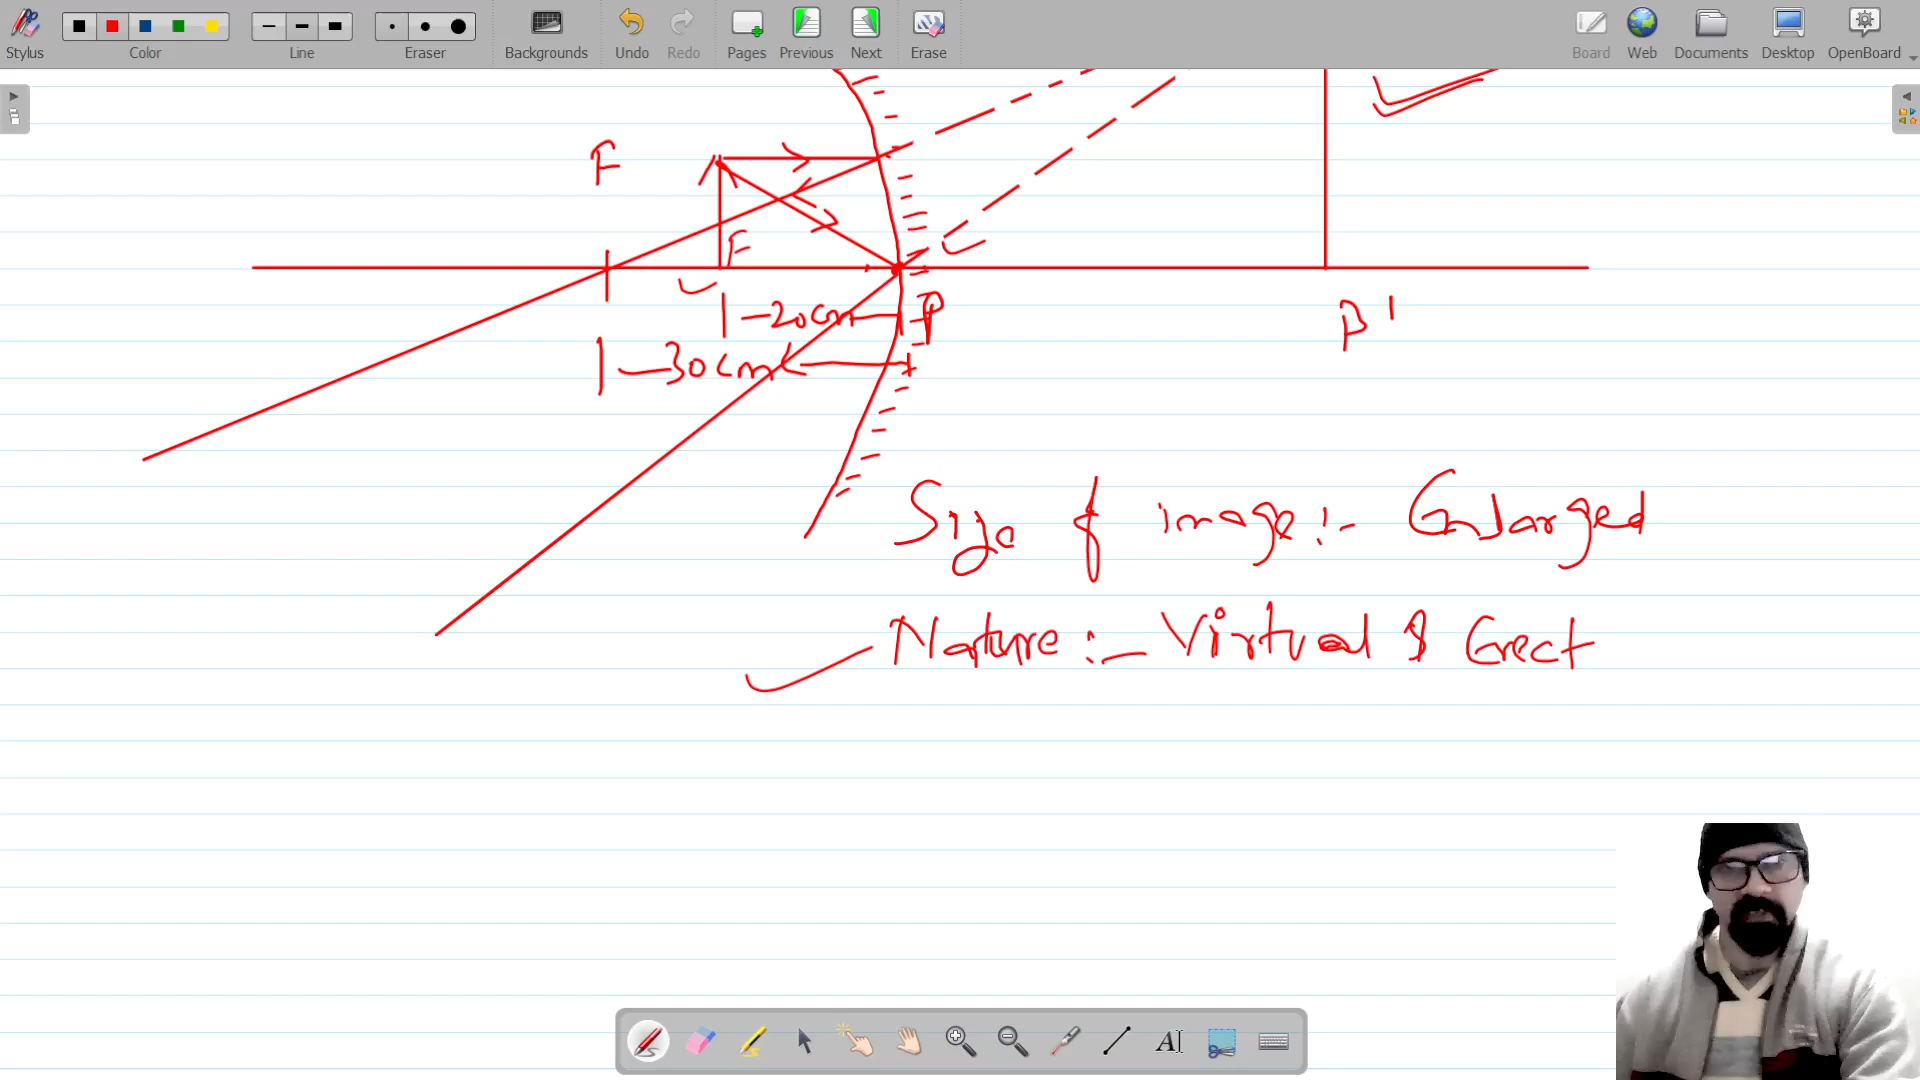 Stylus Color Line Eraser Backgrounds Undo Redo Pages Previous Next Erase Board Web Documents Desktop OpenBoard
F
F
20cm P
30cm
B'
Size of image:- Enlarged
Nature:- Virtual & Erect
AI